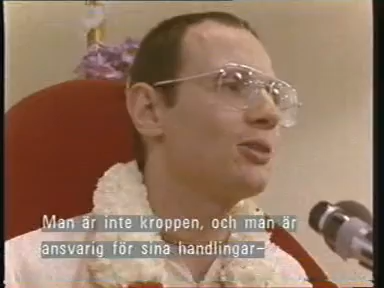 Man är inte kroppen, och man är
ansvarig för sina handlingar–